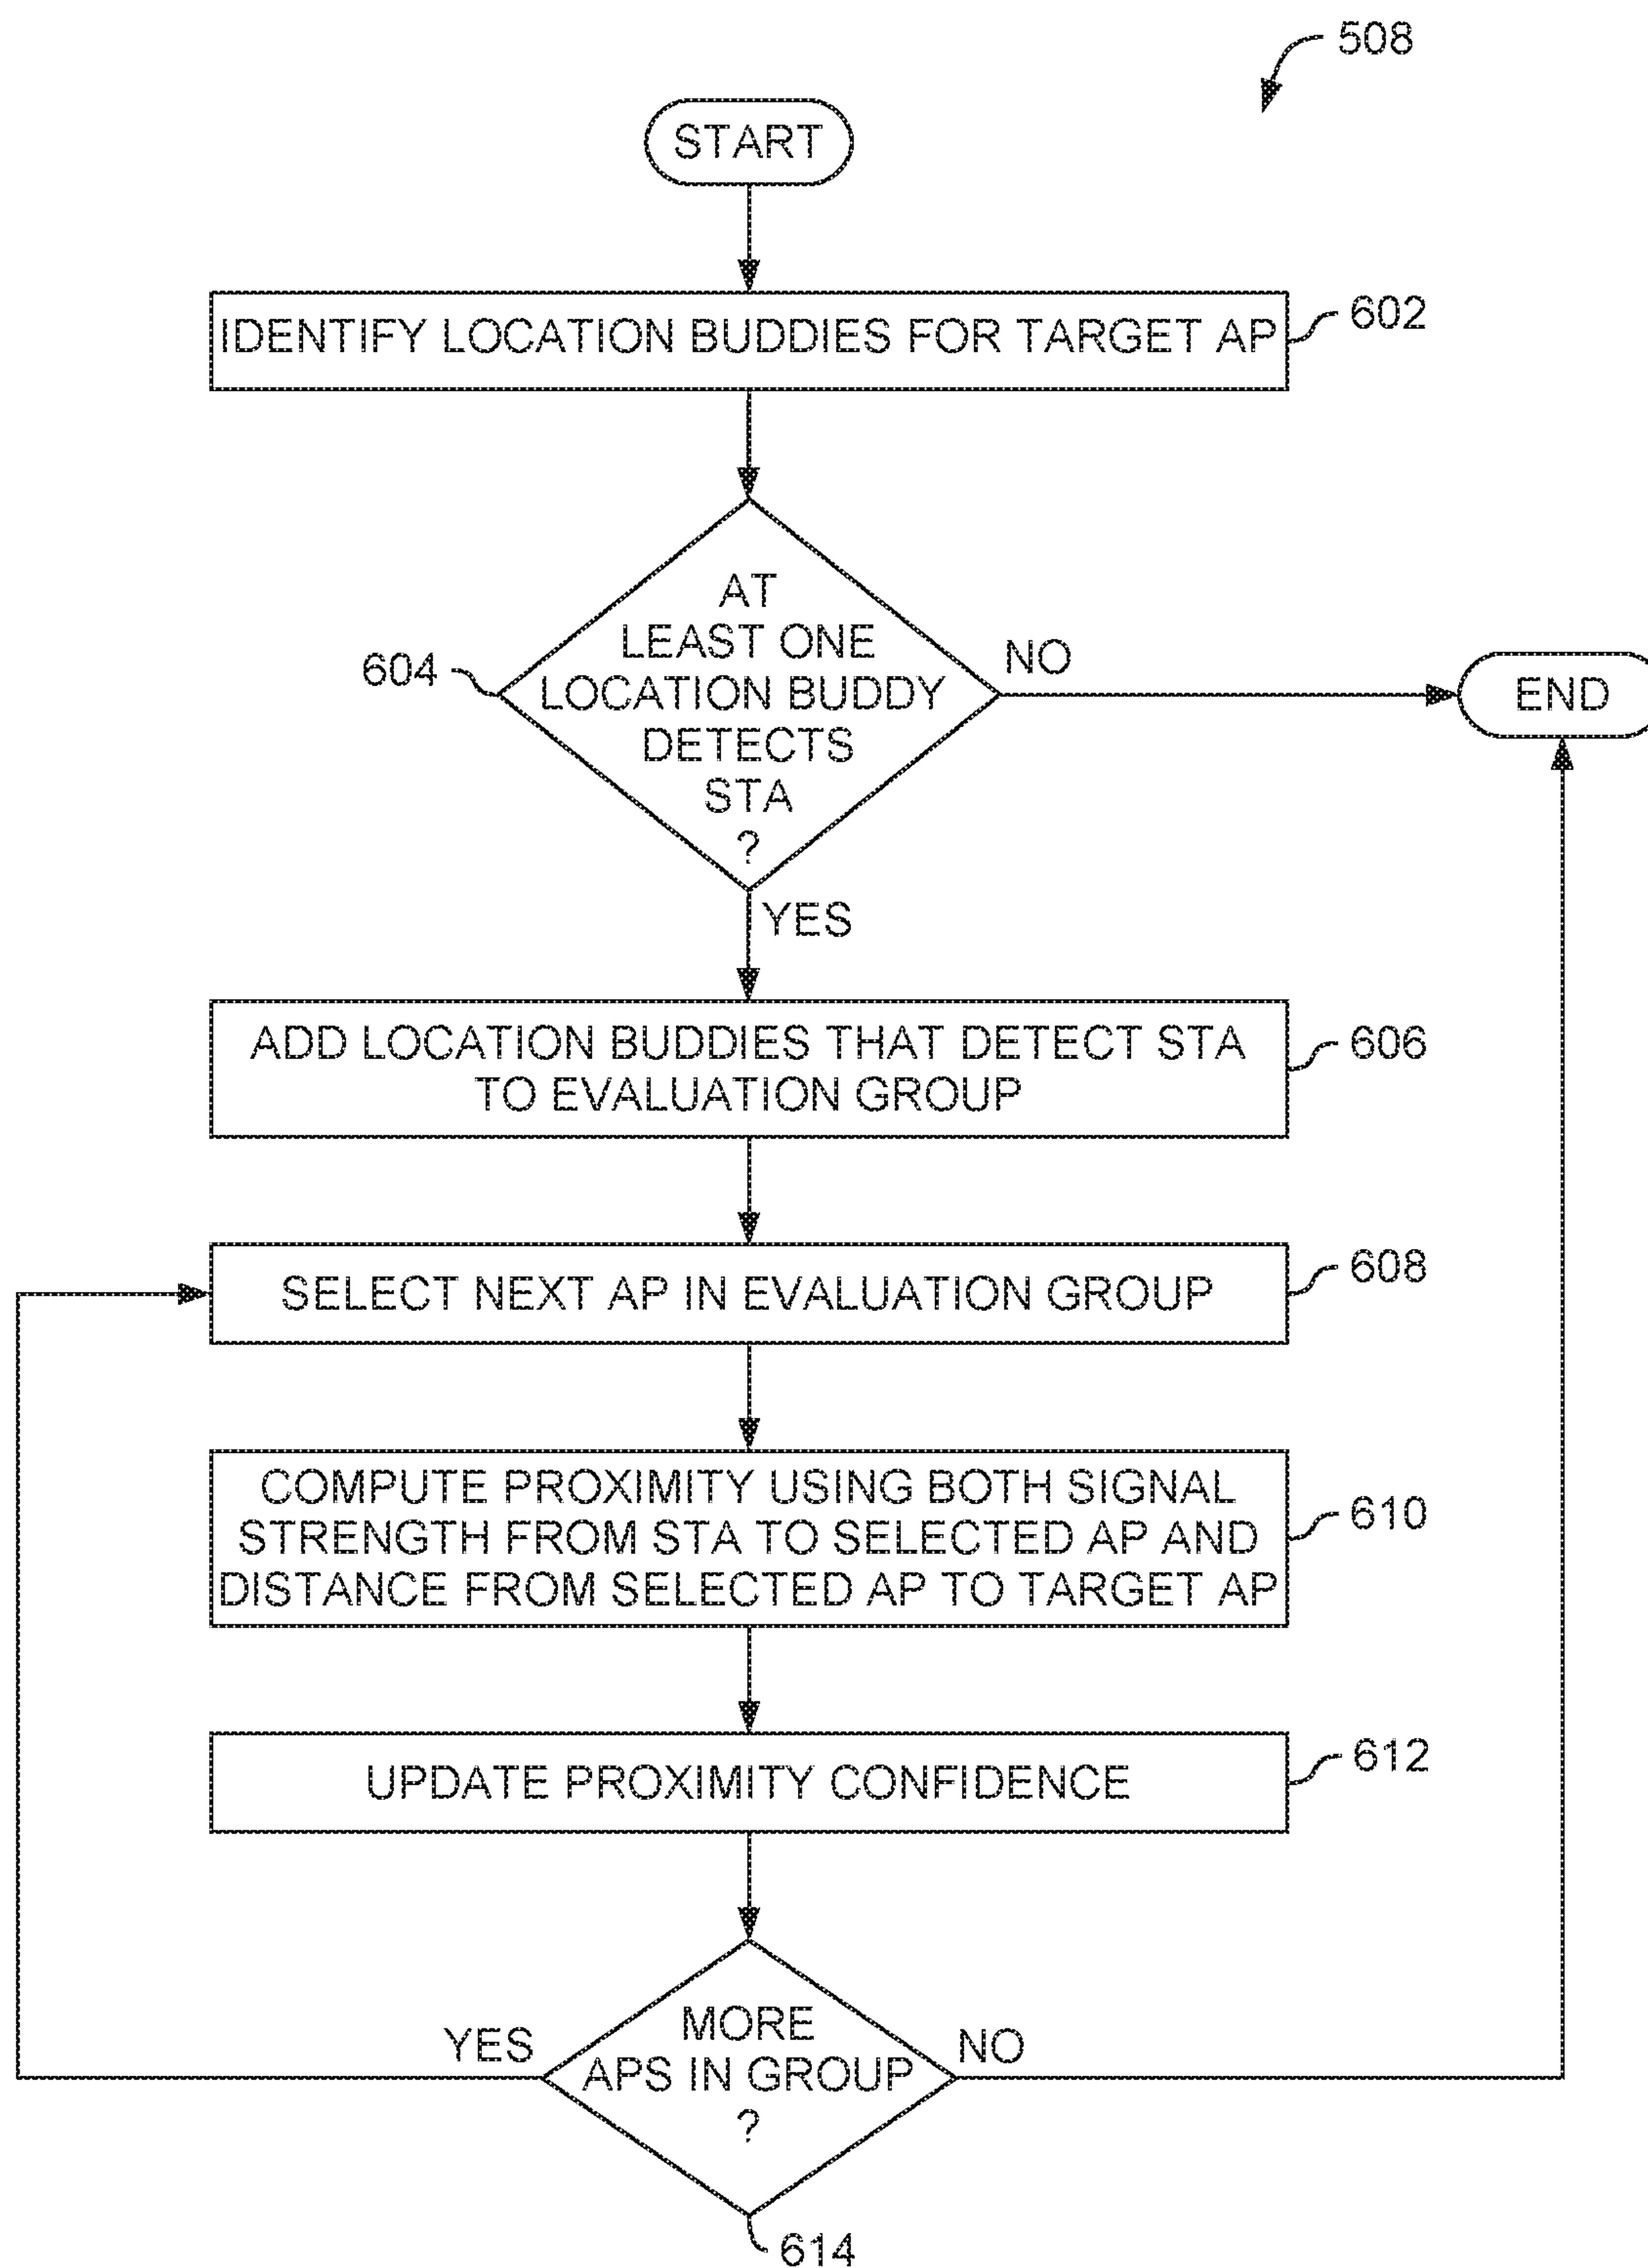 508
START
IDENTIFY LOCATION BUDDIES FOR TARGET AP
602
AT
LEAST ONE
LOCATION BUDDY
DETECTS
STA
?
604
NO
END
YES
ADD LOCATION BUDDIES THAT DETECT STA
TO EVALUATION GROUP
606
SELECT NEXT AP IN EVALUATION GROUP
608
COMPUTE PROXIMITY USING BOTH SIGNAL
STRENGTH FROM STA TO SELECTED AP AND
DISTANCE FROM SELECTED AP TO TARGET AP
610
UPDATE PROXIMITY CONFIDENCE
612
YES
MORE
APS IN GROUP
?
NO
614